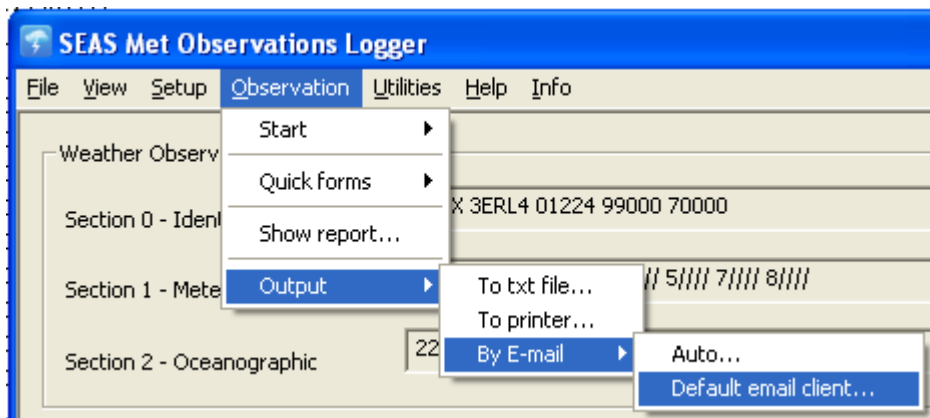 SEAS Met Observations Logger
File View Setup Observation Utilities Help Info
Start
Weather Observ
Quick forms
X 3ERL4 01224 99000 70000
Section 0 - Iden
Show report...
Output
To txt file...
// 5//// 7//// 8////
Section 1 - Mete
To printer...
By E-mail
Auto...
22
Section 2 - Oceanographic
Default email client...